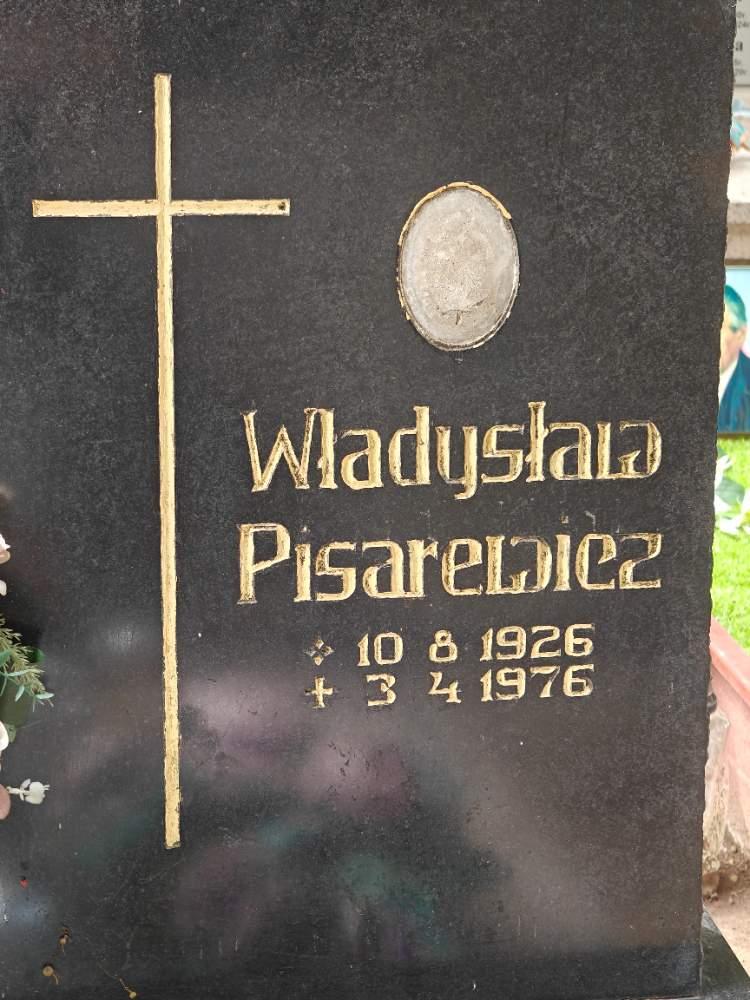 Władysław
Pisarewicz
10 8 1926
✝ 3 4 1976